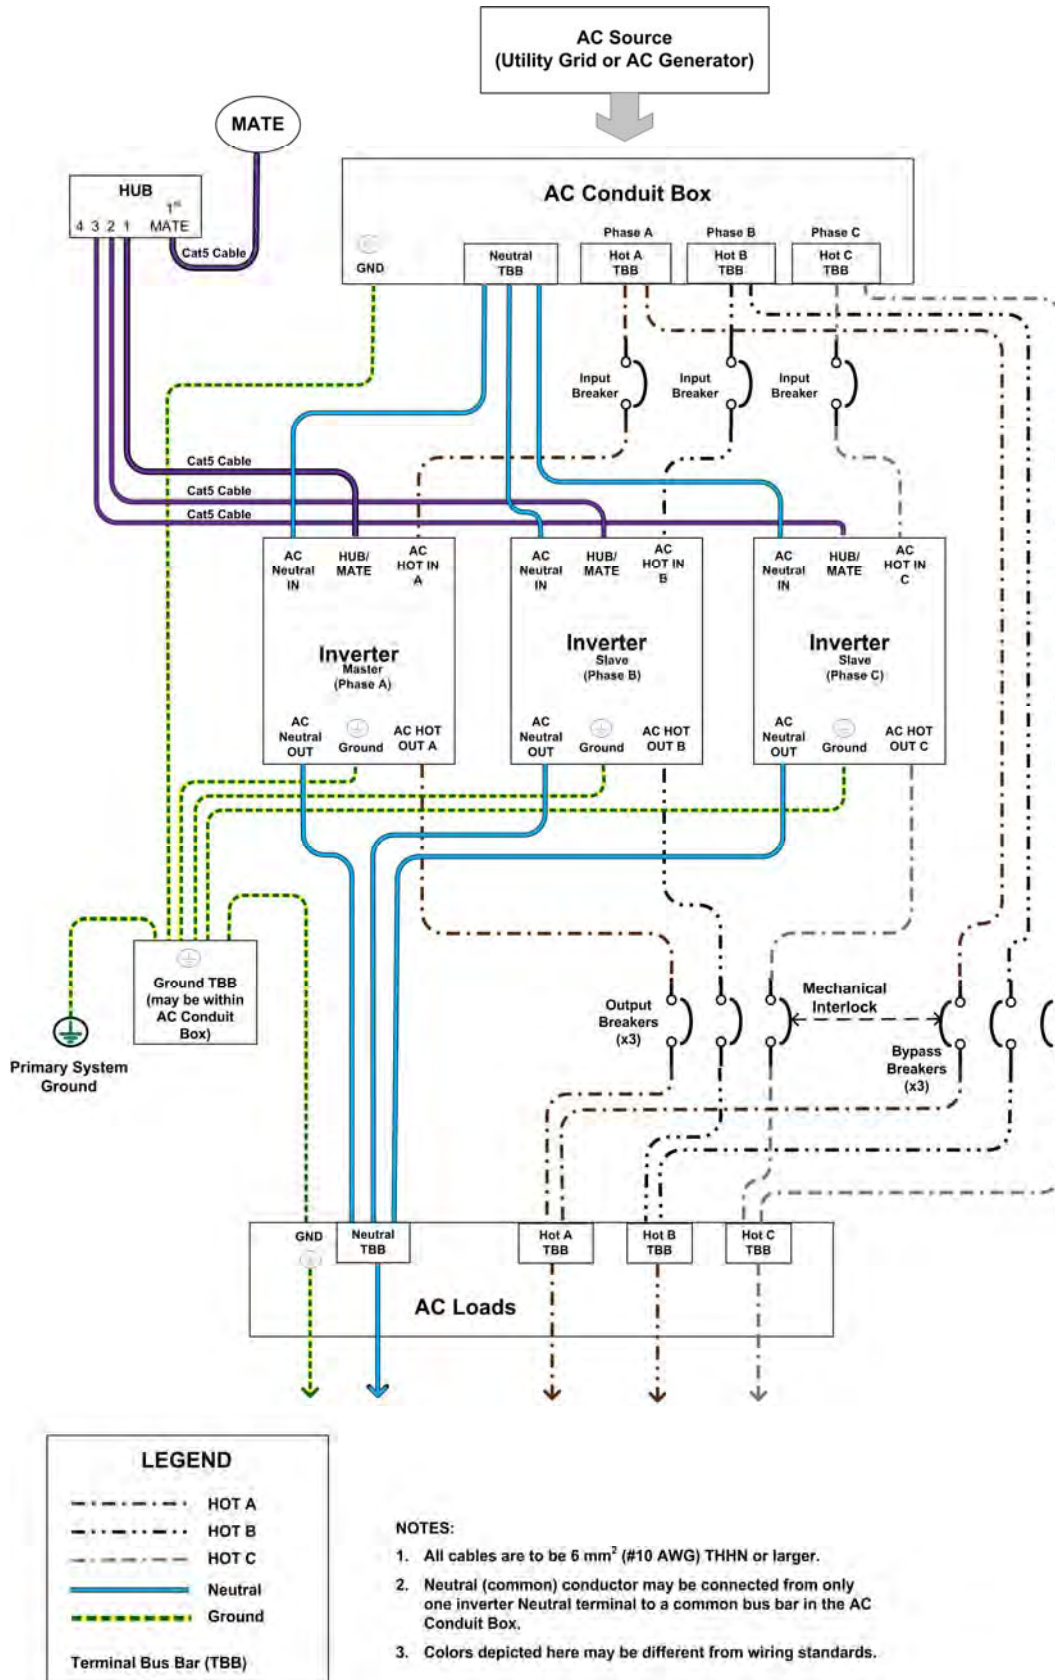 AC Source
(Utility Grid or AC Generator)
MATE
HUB
1st
4 3 2 1 MATE
Cat5 Cable
AC Conduit Box
GND
Neutral
TBB
Phase A
Hot A
TBB
Phase B
Hot B
TBB
Phase C
Hot C
TBB
Input
Breaker
Input
Breaker
Input
Breaker
Cat5 Cable
Cat5 Cable
Cat5 Cable
AC
Neutral
IN
HUB/
MATE
AC
HOT IN
A
Inverter
Master
(Phase A)
AC
Neutral
OUT
Ground
AC HOT
OUT A
AC
Neutral
IN
HUB/
MATE
AC
HOT IN
B
Inverter
Slave
(Phase B)
AC
Neutral
OUT
Ground
AC HOT
OUT B
AC
Neutral
IN
HUB/
MATE
AC
HOT IN
C
Inverter
Slave
(Phase C)
AC
Neutral
OUT
Ground
AC HOT
OUT C
Ground TBB
(may be within
AC Conduit
Box)
Primary System
Ground
Output
Breakers
(x3)
Mechanical
Interlock
Bypass
Breakers
(x3)
GND
Neutral
TBB
Hot A
TBB
Hot B
TBB
Hot C
TBB
AC Loads
LEGEND
HOT A
HOT B
HOT C
Neutral
Ground
Terminal Bus Bar (TBB)
NOTES:
1. All cables are to be 6 mm² (#10 AWG) THHN or larger.
2. Neutral (common) conductor may be connected from only
one inverter Neutral terminal to a common bus bar in the AC
Conduit Box.
3. Colors depicted here may be different from wiring standards.